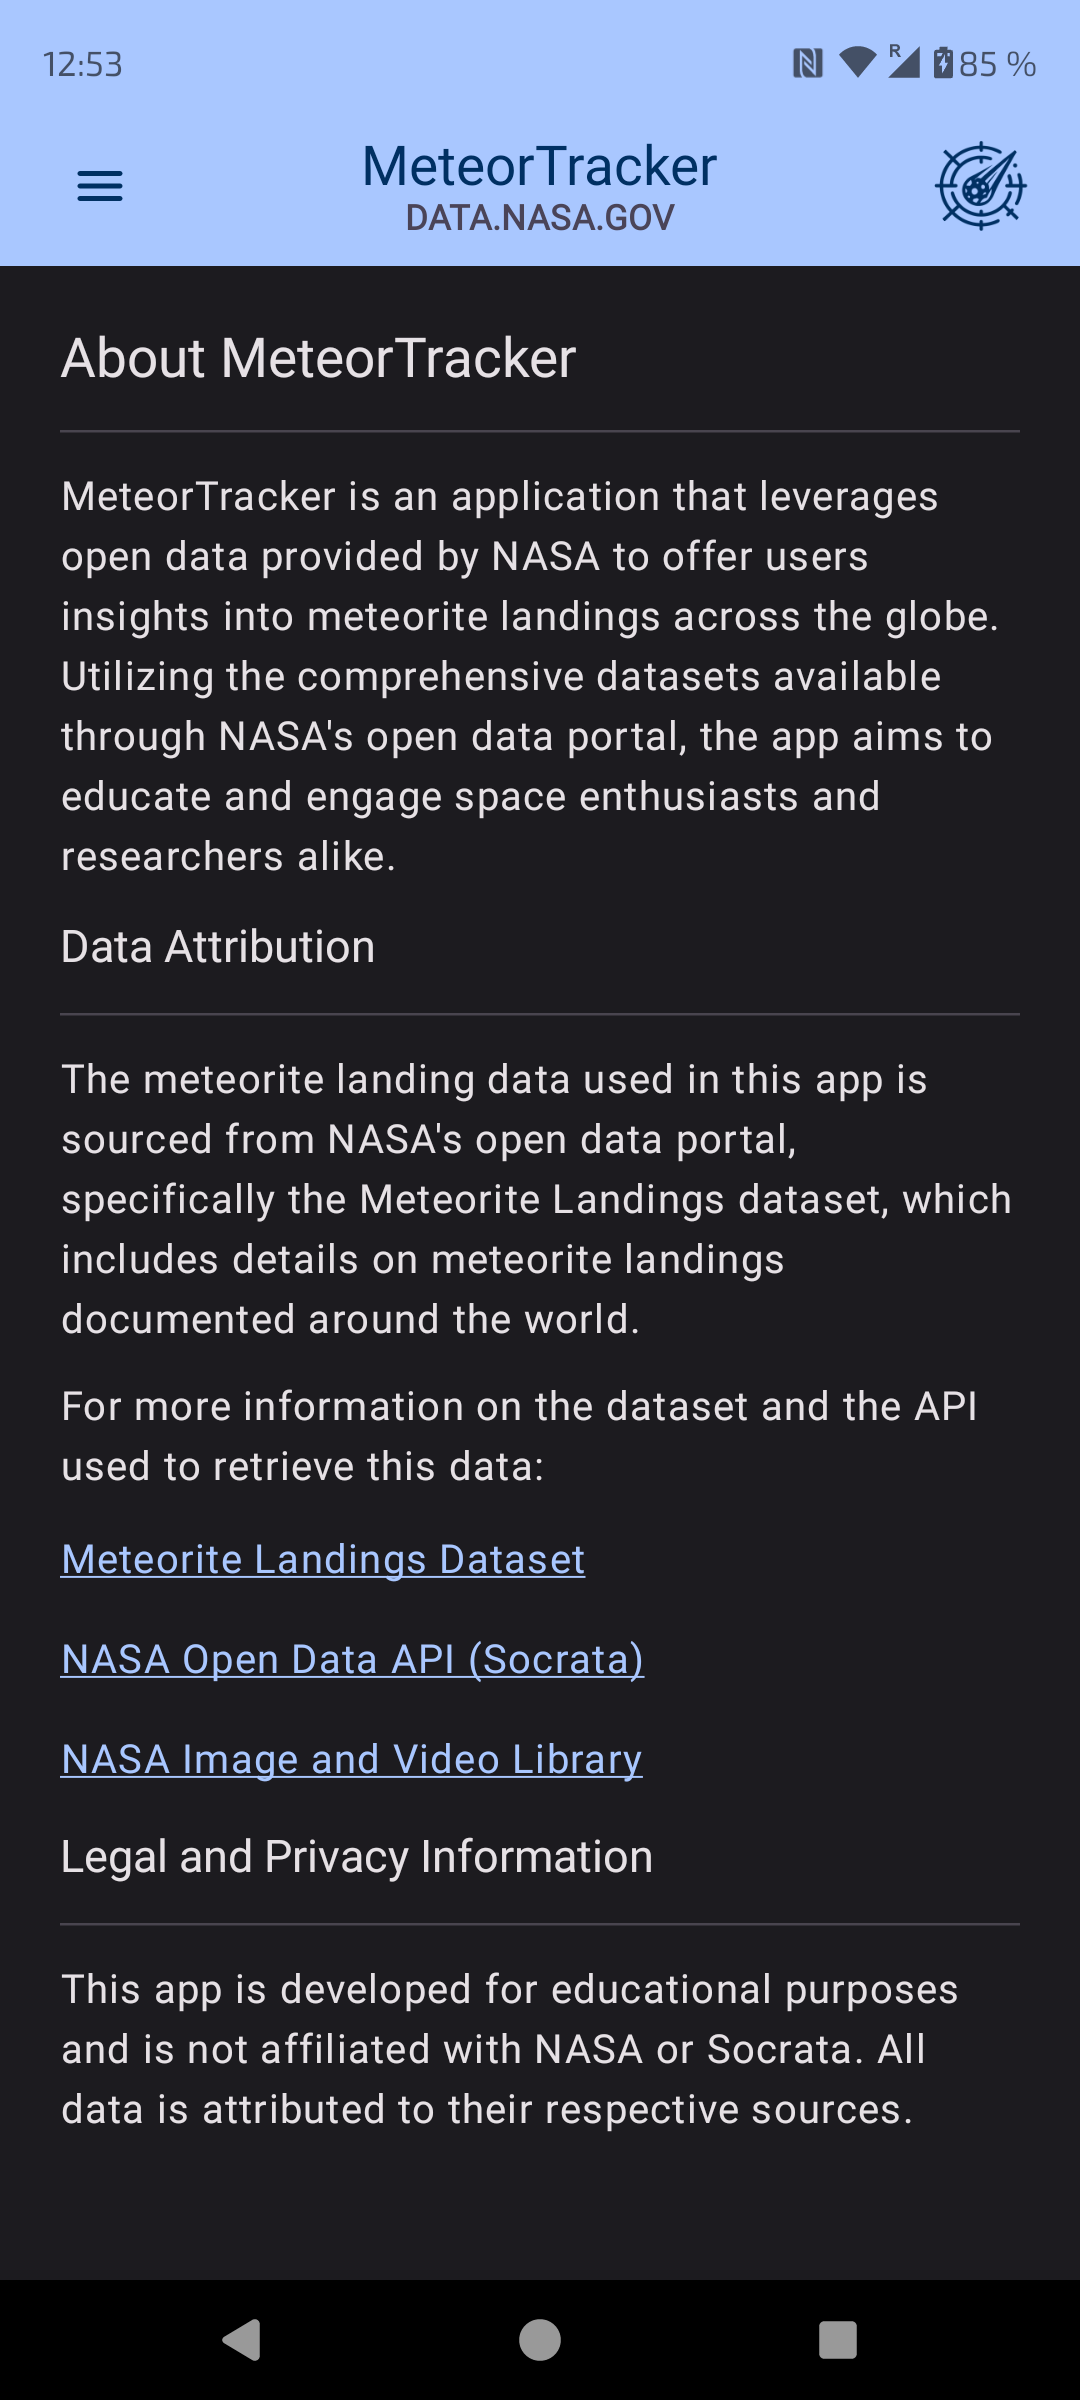 12:53
R
85 %
MeteorTracker
DATA.NASA.GOV
About MeteorTracker
MeteorTracker is an application that leverages
open data provided by NASA to offer users
insights into meteorite landings across the globe.
Utilizing the comprehensive datasets available
through NASA's open data portal, the app aims to
educate and engage space enthusiasts and
researchers alike.
Data Attribution
The meteorite landing data used in this app is
sourced from NASA's open data portal,
specifically the Meteorite Landings dataset, which
includes details on meteorite landings
documented around the world.
For more information on the dataset and the API
used to retrieve this data:
Meteorite Landings Dataset
NASA Open Data API (Socrata)
NASA Image and Video Library
Legal and Privacy Information
This app is developed for educational purposes
and is not affiliated with NASA or Socrata. All
data is attributed to their respective sources.